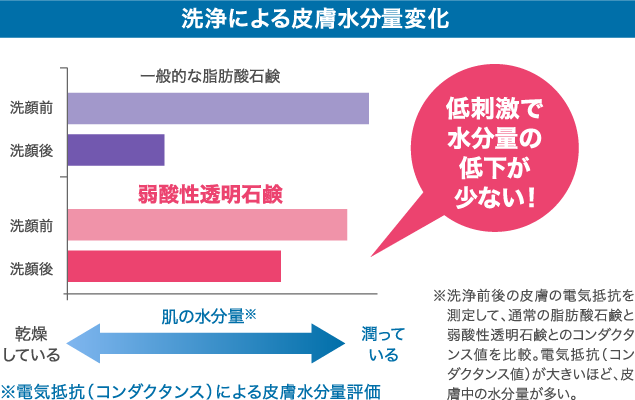 洗浄による皮膚水分量変化
一般的な脂肪酸石鹸
洗顔前
洗顔後
弱酸性透明石鹸
洗顔前
洗顔後
低刺激で
水分量の
低下が
少ない!
肌の水分量※
乾燥
している
潤って
いる
※電気抵抗(コンダクタンス)による皮膚水分量評価
※洗浄前後の皮膚の電気抵抗を
測定して、通常の脂肪酸石鹸と
弱酸性透明石鹸とのコンダクタ
ンス値を比較。電気抵抗(コン
ダクタンス値)が大きいほど、皮
膚中の水分量が多い。